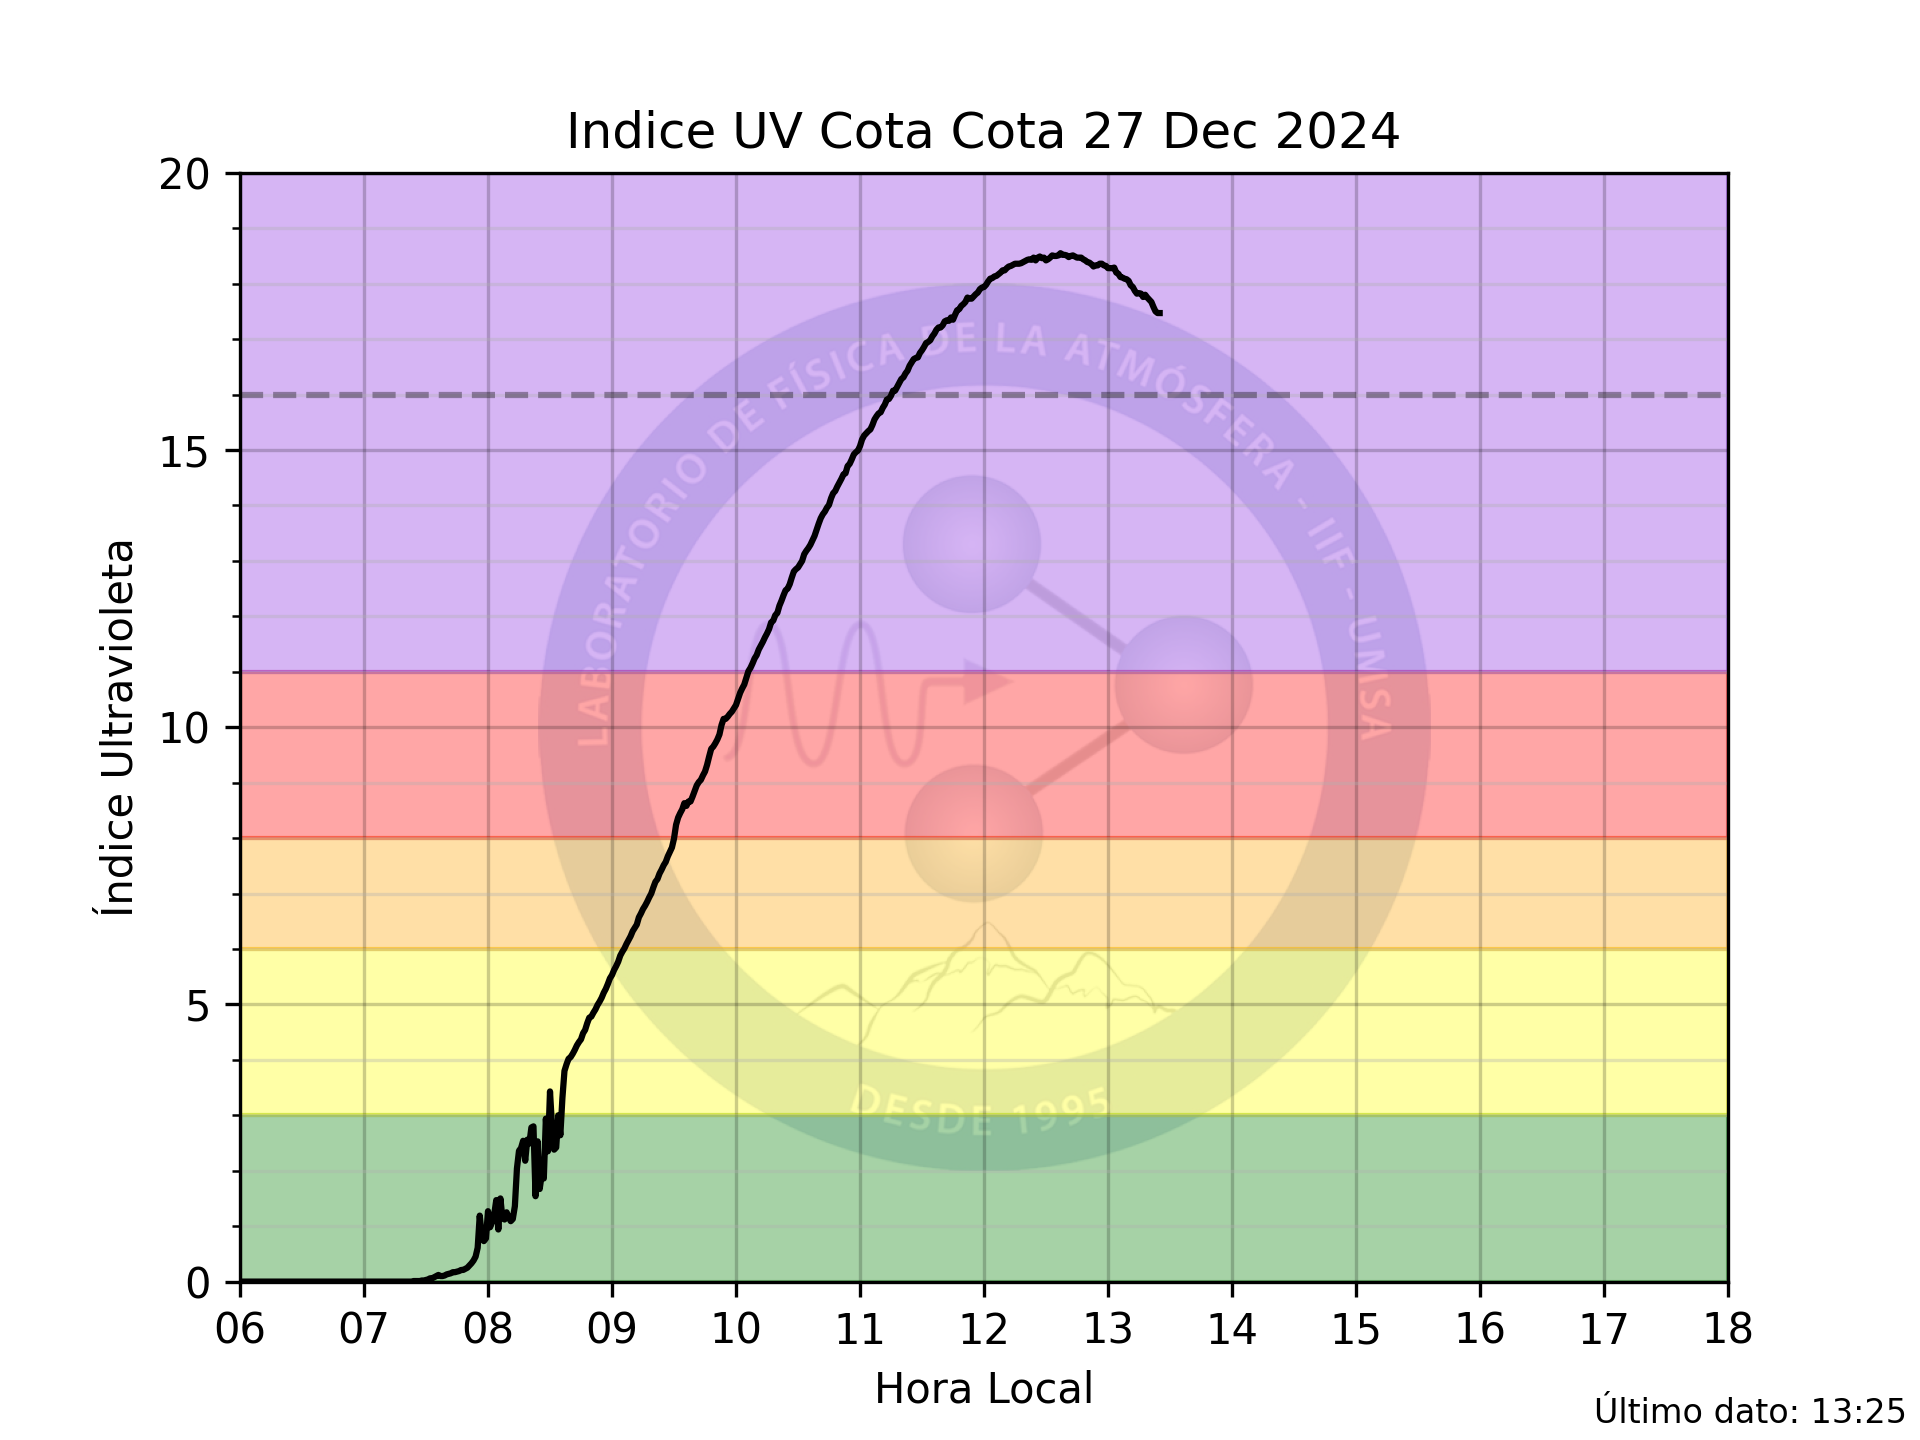 Indice UV Cota Cota 27 Dec 2024
20
15
10
5
0
Índice Ultravioleta
LABORATORIO DE FÍSICA DE LA ATMÓSFERA - IIF - UMSA
DESDE 1995
06 07 08 09 10 11 12 13 14 15 16 17 18
Hora Local
Último dato: 13:25